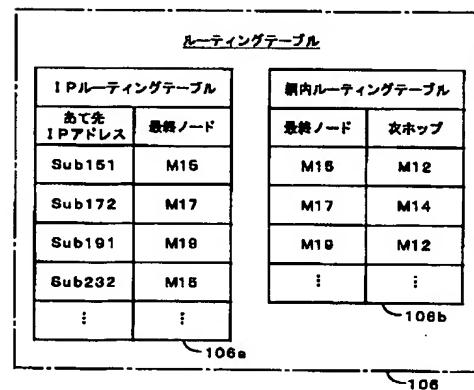 ルーティングテーブル
IPルーティングテーブル
あて先
IPアドレス
最終ノード
Sub151
M15
Sub172
M17
Sub191
M19
Sub232
M15
⋮
⋮
106a
網内ルーティングテーブル
最終ノード
次ホップ
M15
M12
M17
M14
M19
M12
⋮
⋮
106b
106